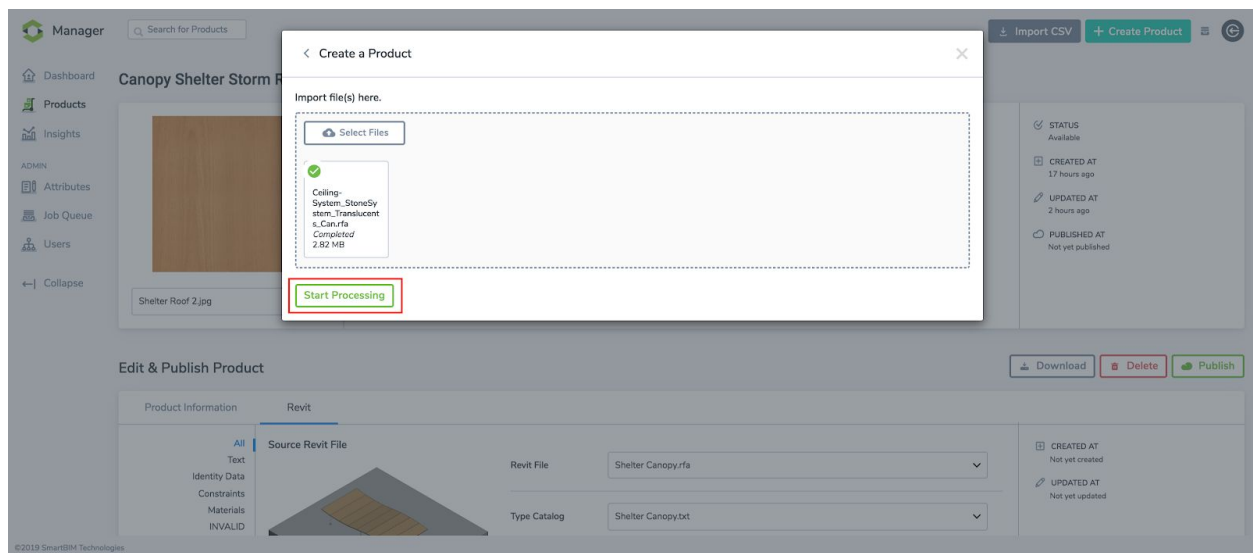 Manager
Search for Products
Import CSV
+ Create Product
Dashboard
Products
Insights
ADMIN
Attributes
Job Queue
Users
Collapse
Canopy Shelter Storm R
Shelter Roof 2.jpg
< Create a Product
Import file(s) here.
Select Files
Ceiling-
System_StoneSy
stem_Translucent
s_Can.rfa
Completed
2.82 MB
Start Processing
STATUS
Available
CREATED AT
17 hours ago
UPDATED AT
2 hours ago
PUBLISHED AT
Not yet published
Edit & Publish Product
Download
Delete
Publish
Product Information
Revit
All
Text
Identity Data
Constraints
Materials
INVALID
Source Revit File
Revit File
Shelter Canopy.rfa
Type Catalog
Shelter Canopy.txt
CREATED AT
Not yet created
UPDATED AT
Not yet updated
©2019 SmartBIM Technologies